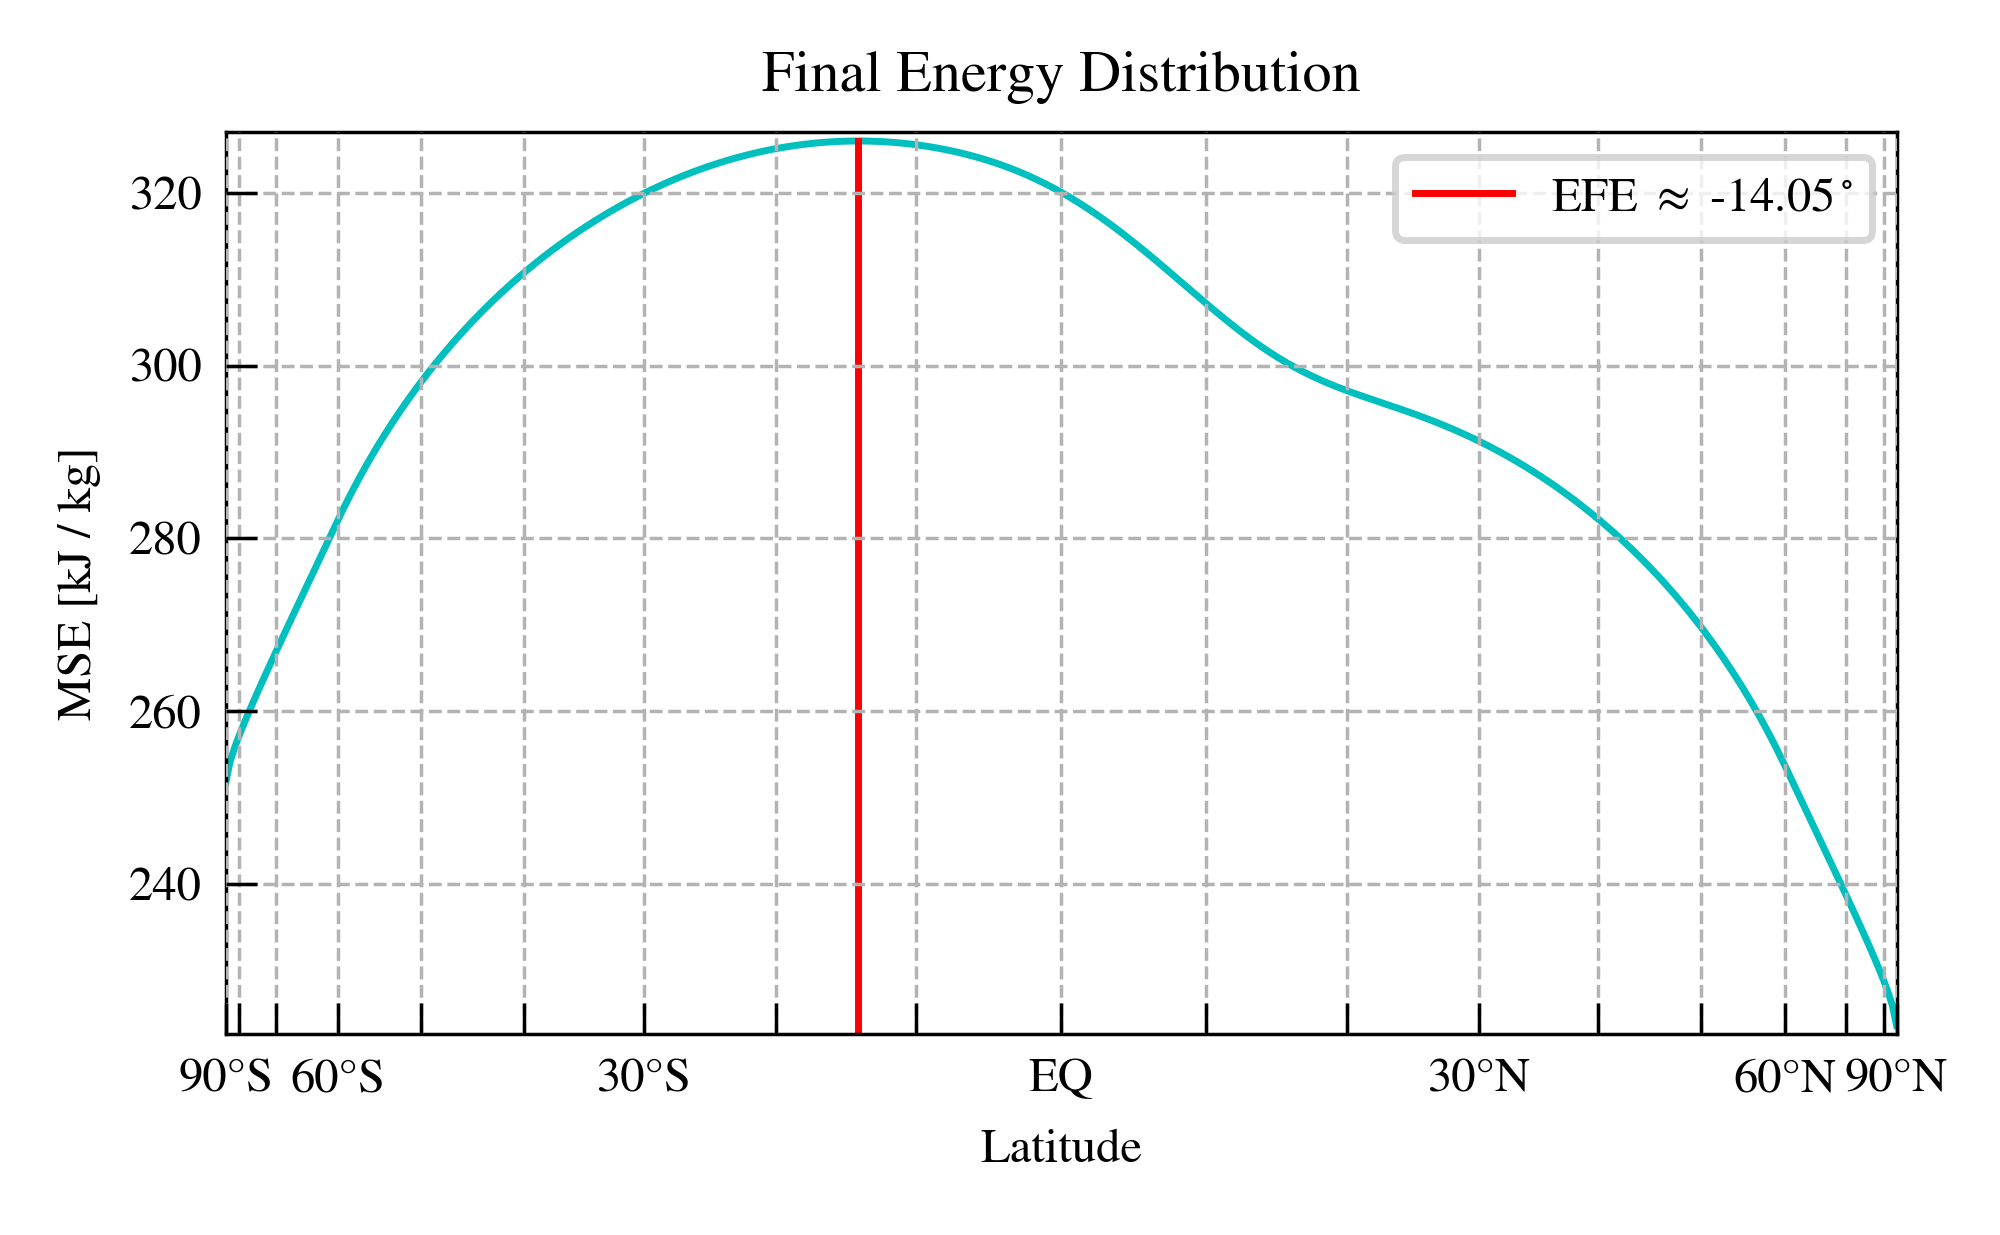 Final Energy Distribution
EFE ≈ -14.05°
320
300
280
260
240
MSE [kJ / kg]
90°S 60°S 30°S EQ 30°N 60°N 90°N
Latitude